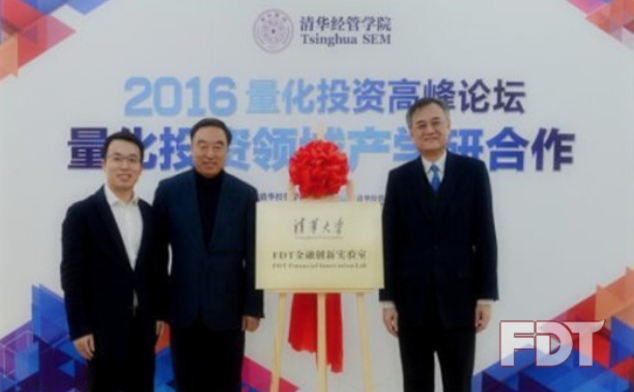 清华经管学院
Tsinghua SEM
2016 量化投资高峰论坛
量化投资领域产学研合作
清华大学
FDT金融创新实验室
FDT Financial Innovation Lab
FDT